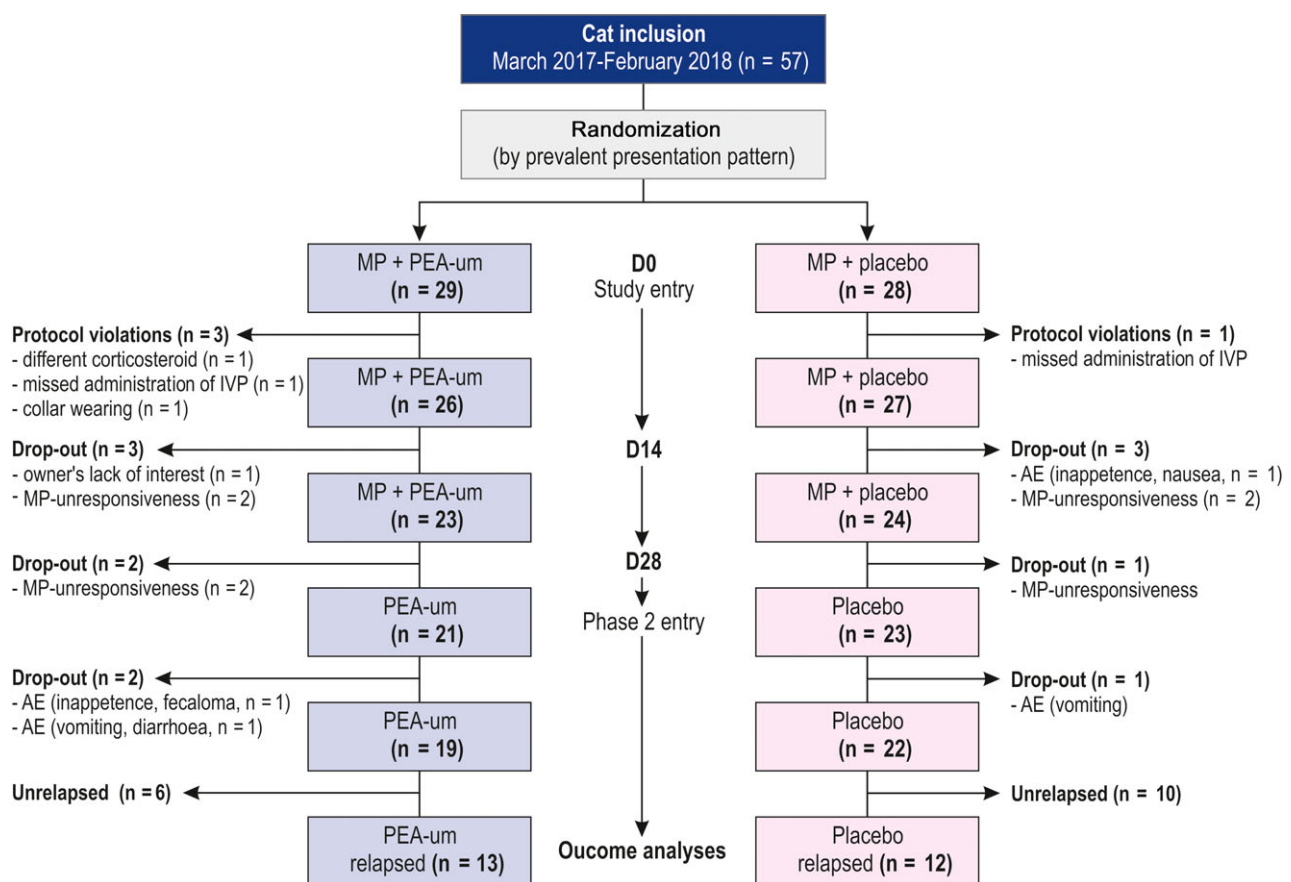 Cat inclusion
March 2017-February 2018 (n = 57)
Randomization
(by prevalent presentation pattern)
MP + PEA-um
(n = 29)
D0
Study entry
MP + placebo
(n = 28)
Protocol violations (n = 3)
- different corticosteroid (n = 1)
- missed administration of IVP (n = 1)
- collar wearing (n = 1)
Protocol violations (n = 1)
- missed administration of IVP
MP + PEA-um
(n = 26)
MP + placebo
(n = 27)
Drop-out (n = 3)
- owner's lack of interest (n = 1)
- MP-unresponsiveness (n = 2)
D14
Drop-out (n = 3)
- AE (inappetence, nausea, n = 1)
- MP-unresponsiveness (n = 2)
MP + PEA-um
(n = 23)
MP + placebo
(n = 24)
Drop-out (n = 2)
- MP-unresponsiveness (n = 2)
D28
Drop-out (n = 1)
- MP-unresponsiveness
PEA-um
(n = 21)
Phase 2 entry
Placebo
(n = 23)
Drop-out (n = 2)
- AE (inappetence, fecaloma, n = 1)
- AE (vomiting, diarrhoea, n = 1)
Drop-out (n = 1)
- AE (vomiting)
PEA-um
(n = 19)
Placebo
(n = 22)
Unrelapsed (n = 6)
Unrelapsed (n = 10)
PEA-um
relapsed (n = 13)
Oucome analyses
Placebo
relapsed (n = 12)